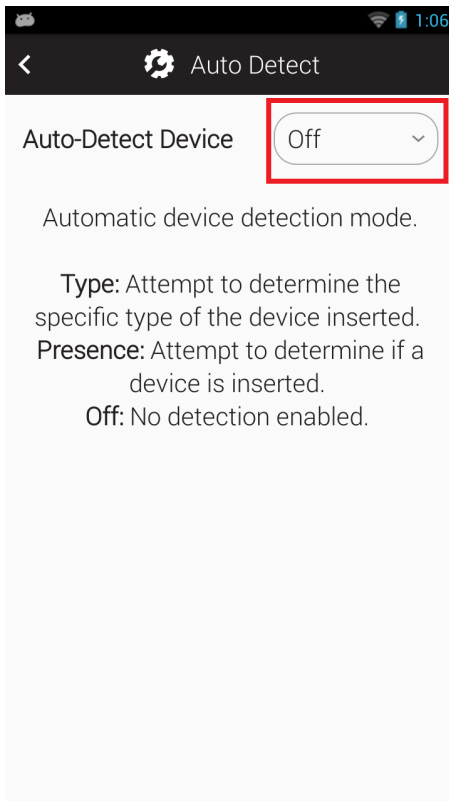 1:06
Auto Detect
Auto-Detect Device Off
Automatic device detection mode.
Type: Attempt to determine the
specific type of the device inserted.
Presence: Attempt to determine if a
device is inserted.
Off: No detection enabled.